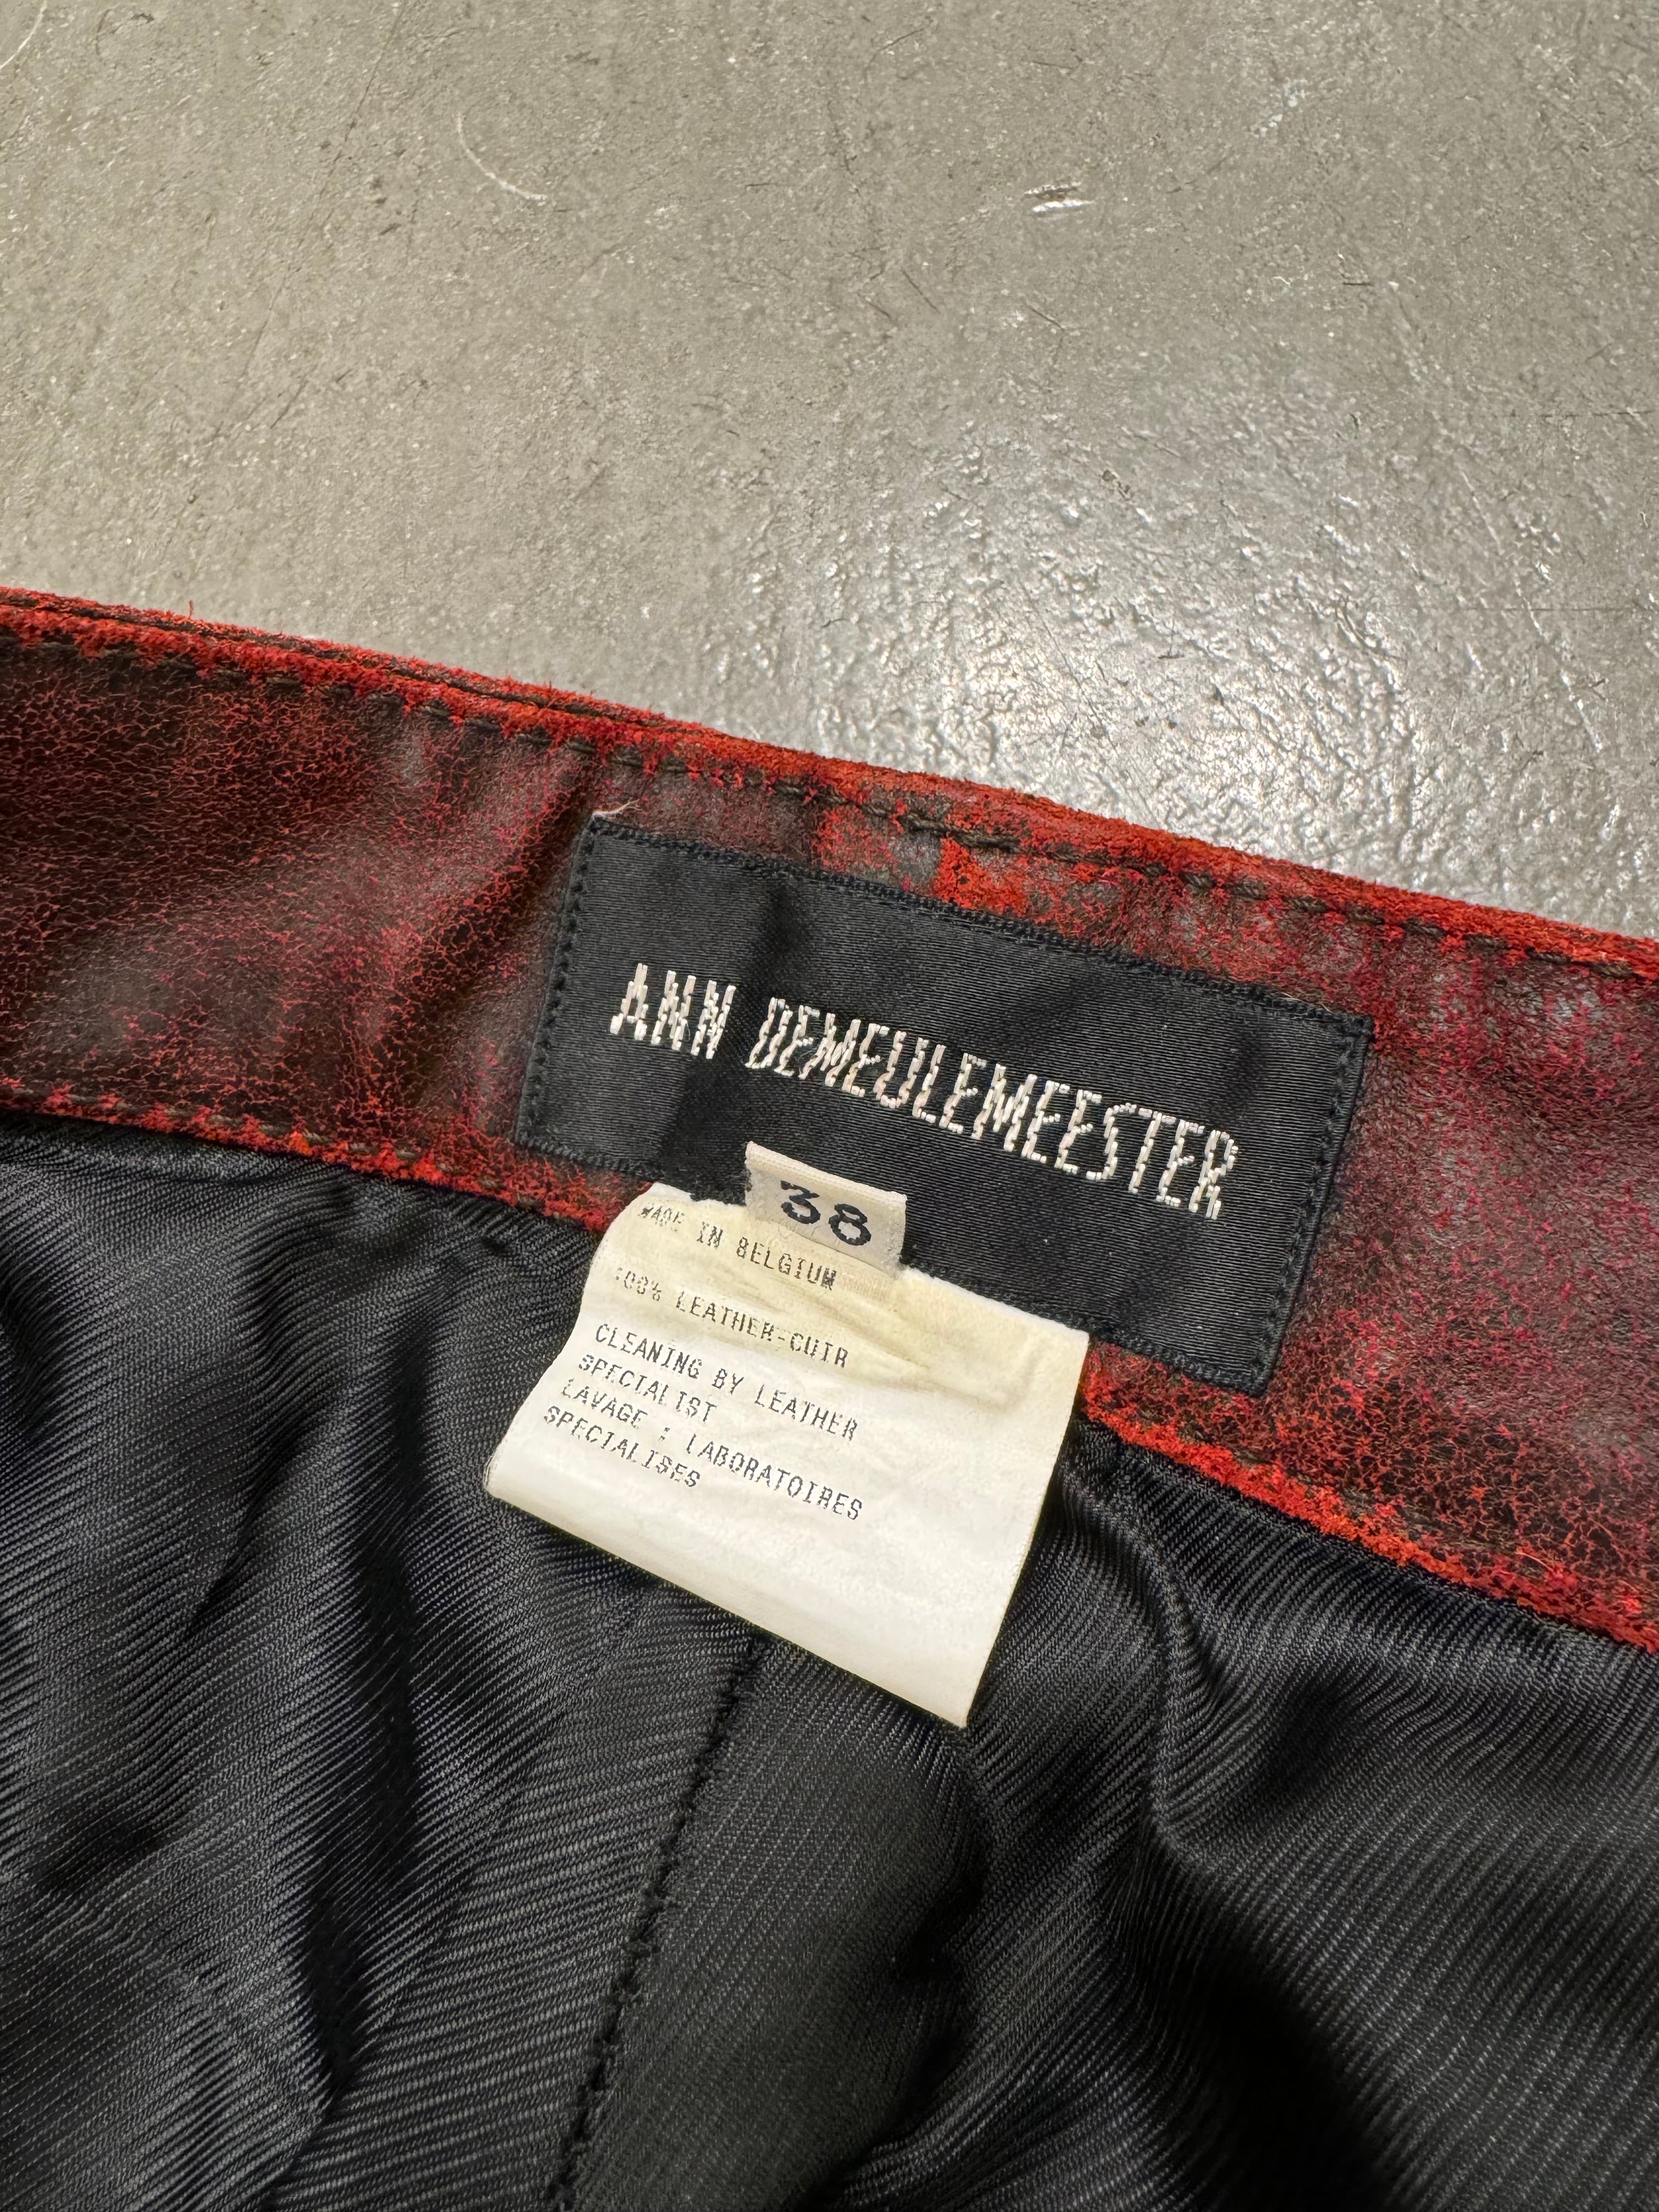 ANN DEMEULEMEESTER
38
MADE IN BELGIUM
100% LEATHER-CUIR
CLEANING BY LEATHER
SPECIALIST
LAVAGE : LABORATOIRES
SPECIALISES